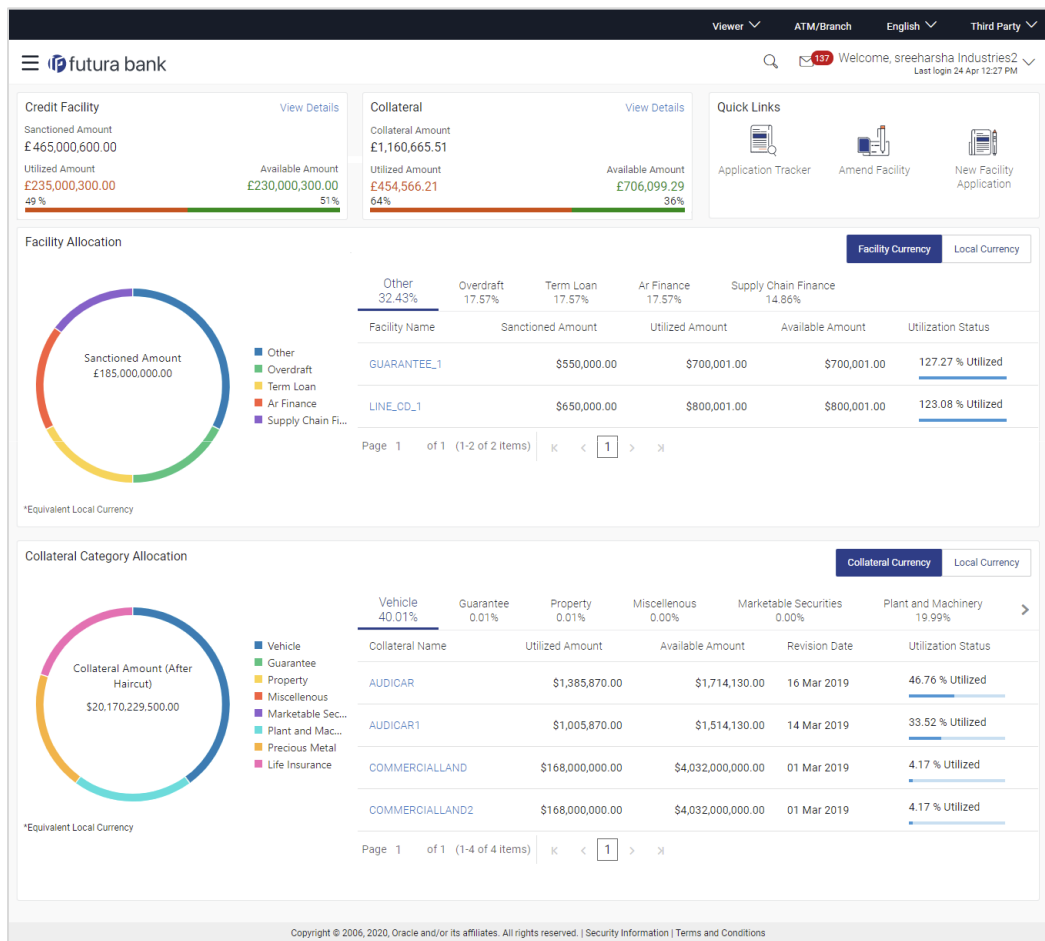 Viewer ATM/Branch English Third Party
futura bank
137 Welcome, sreeharsha Industries2
Last login 24 Apr 12:27 PM
Credit Facility View Details
Sanctioned Amount
£465,000,600.00
Utilized Amount Available Amount
£235,000,300.00 £230,000,300.00
49 % 51 %
Collateral View Details
Collateral Amount
£1,160,665.51
Utilized Amount Available Amount
£454,566.21 £706,099.29
64% 36%
Quick Links
Application Tracker Amend Facility New Facility
Application
Facility Allocation
Facility Currency Local Currency
Sanctioned Amount
£185,000,000.00
Other
Overdraft
Term Loan
Ar Finance
Supply Chain Fi...
*Equivalent Local Currency
Other Overdraft Term Loan Ar Finance Supply Chain Finance
32.43% 17.57% 17.57% 17.57% 14.86%
Facility Name Sanctioned Amount Utilized Amount Available Amount Utilization Status
GUARANTEE_1 $550,000.00 $700,001.00 $700,001.00 127.27 % Utilized
LINE_CD_1 $650,000.00 $800,001.00 $800,001.00 123.08 % Utilized
Page 1 of 1 (1-2 of 2 items) 1
Collateral Category Allocation
Collateral Currency Local Currency
Collateral Amount (After
Haircut)
$20,170,229,500.00
Vehicle
Guarantee
Property
Miscellenous
Marketable Sec...
Plant and Mac...
Precious Metal
Life Insurance
*Equivalent Local Currency
Vehicle Guarantee Property Miscellenous Marketable Securities Plant and Machinery
40.01% 0.01% 0.01% 0.00% 0.00% 19.99%
Collateral Name Utilized Amount Available Amount Revision Date Utilization Status
AUDICAR $1,385,870.00 $1,714,130.00 16 Mar 2019 46.76 % Utilized
AUDICAR1 $1,005,870.00 $1,514,130.00 14 Mar 2019 33.52 % Utilized
COMMERCIALLAND $168,000,000.00 $4,032,000,000.00 01 Mar 2019 4.17 % Utilized
COMMERCIALLAND2 $168,000,000.00 $4,032,000,000.00 01 Mar 2019 4.17 % Utilized
Page 1 of 1 (1-4 of 4 items) 1
Copyright © 2006, 2020, Oracle and/or its affiliates. All rights reserved. | Security Information | Terms and Conditions